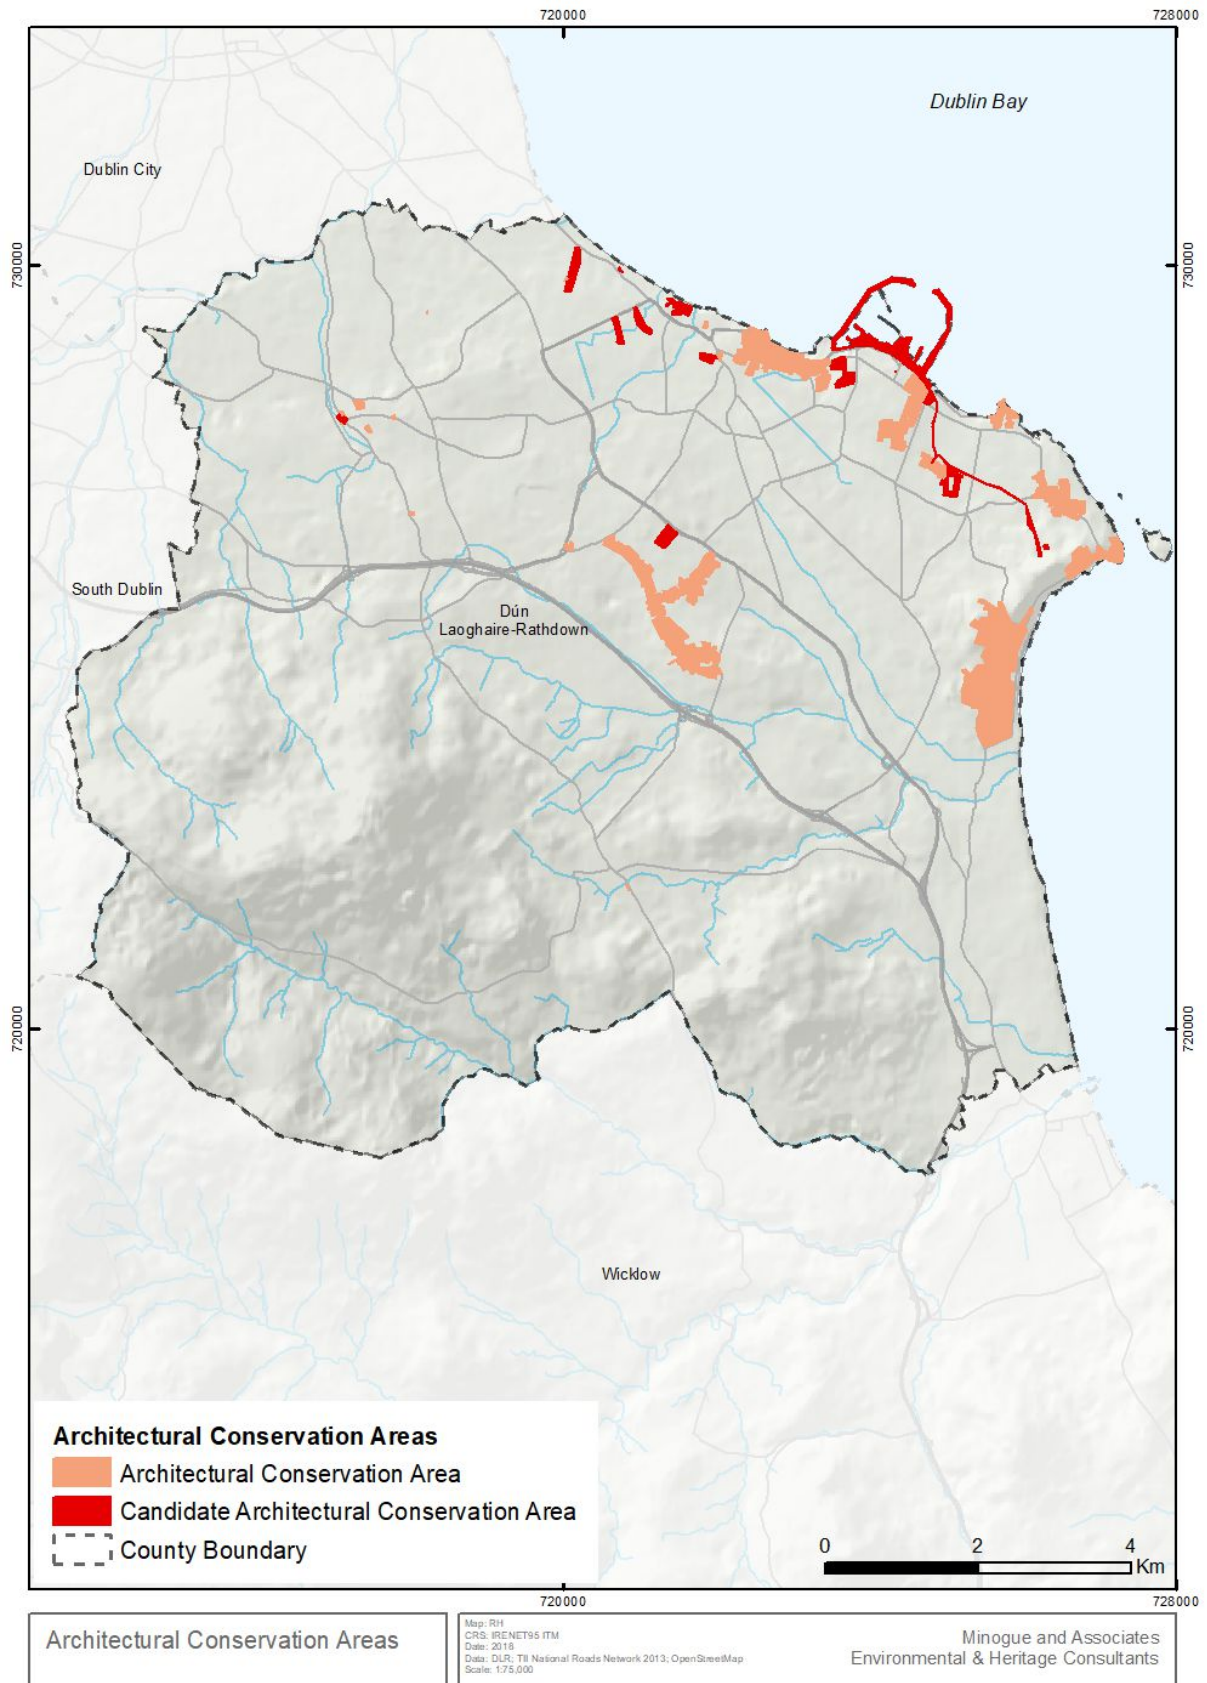 720000
728000
Dublin Bay
Dublin City
730000
730000
South Dublin
Dún
Laoghaire-Rathdown
720000
720000
Wicklow
Architectural Conservation Areas
Architectural Conservation Area
Candidate Architectural Conservation Area
County Boundary
0 2 4
Km
720000
728000
Architectural Conservation Areas
Map: RH
CRS: IRENET95 ITM
Date: 2018
Data: DLR; TII National Roads Network 2013; OpenStreetMap
Scale: 1:75,000
Minogue and Associates
Environmental & Heritage Consultants